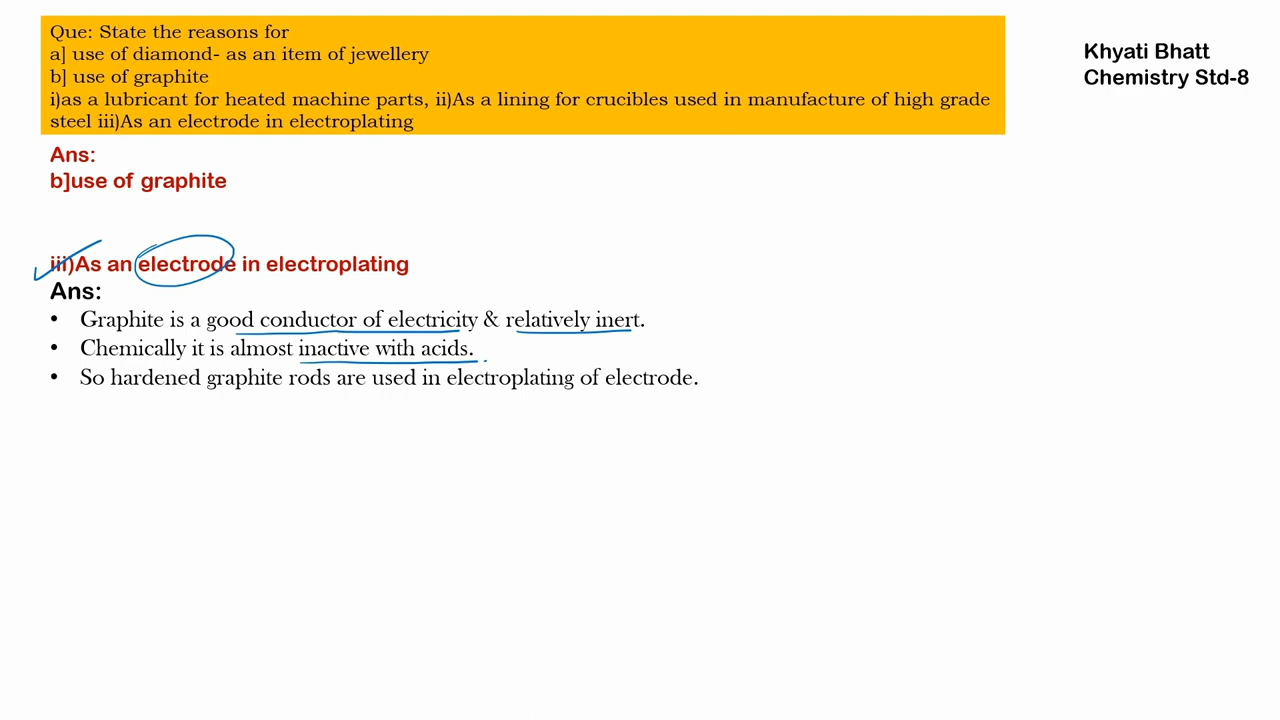 Que: State the reasons for
a] use of diamond- as an item of jewellery
b] use of graphite
i)as a lubricant for heated machine parts, ii)As a lining for crucibles used in manufacture of high grade
steel iii)As an electrode in electroplating
Khyati Bhatt
Chemistry Std-8
Ans:
b]use of graphite
iii)As an electrode in electroplating
Ans:
• Graphite is a good conductor of electricity & relatively inert.
• Chemically it is almost inactive with acids.
• So hardened graphite rods are used in electroplating of electrode.